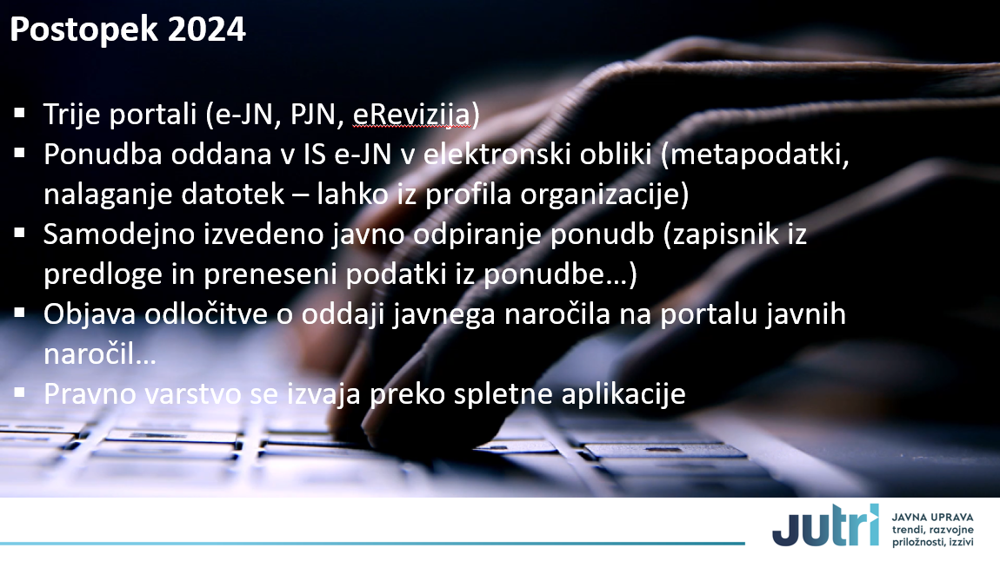 Postopek 2024
▪ Trije portali (e-JN, PJN, eRevizija)
▪ Ponudba oddana v IS e-JN v elektronski obliki (metapodatki,
nalaganje datotek – lahko iz profila organizacije)
▪ Samodejno izvedeno javno odpiranje ponudb (zapisnik iz
predloge in preneseni podatki iz ponudbe…)
▪ Objava odločitve o oddaji javnega naročila na portalu javnih
naročil…
▪ Pravno varstvo se izvaja preko spletne aplikacije
jutri
JAVNA UPRAVA
trendi, razvojne
priložnosti, izzivi